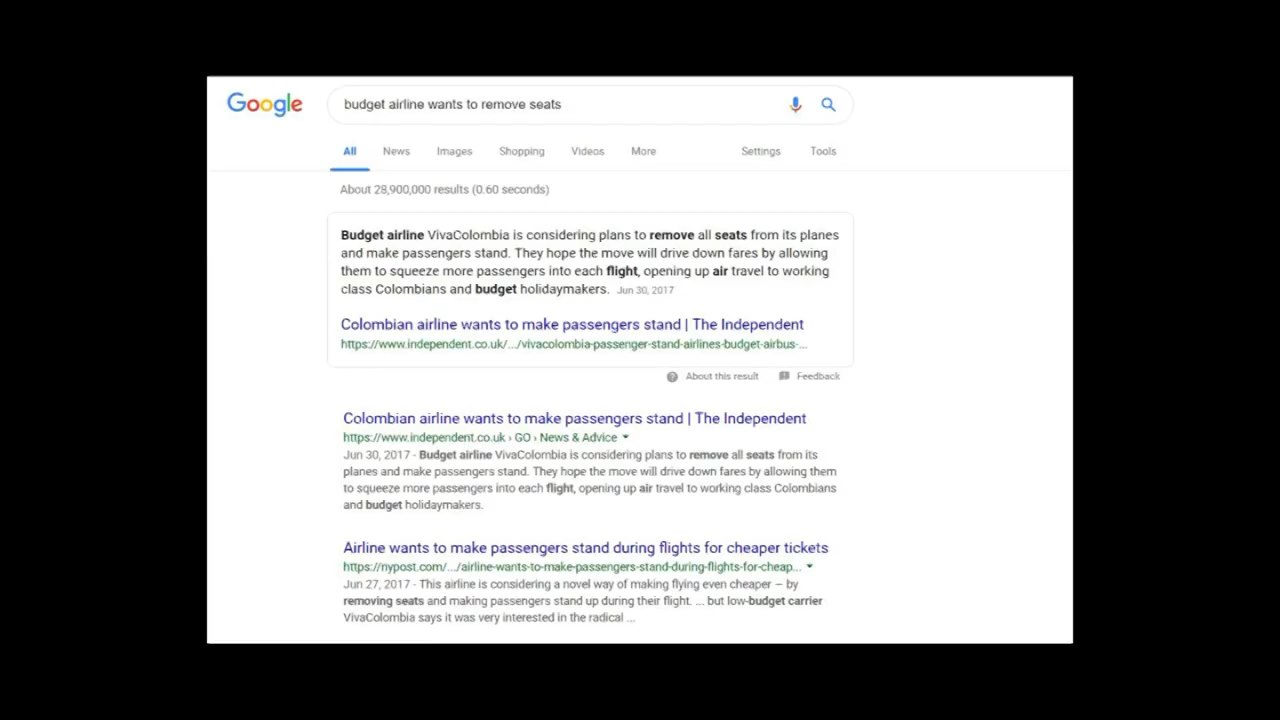 Google
budget airline wants to remove seats
All News Images Shopping Videos More Settings Tools
About 28,900,000 results (0.60 seconds)
Budget airline VivaColombia is considering plans to remove all seats from its planes
and make passengers stand. They hope the move will drive down fares by allowing
them to squeeze more passengers into each flight, opening up air travel to working
class Colombians and budget holidaymakers. Jun 30, 2017
Colombian airline wants to make passengers stand | The Independent
https://www.independent.co.uk/.../vivacolombia-passenger-stand-airlines-budget-airbus-...
About this result Feedback
Colombian airline wants to make passengers stand | The Independent
https://www.independent.co.uk › GO › News & Advice
Jun 30, 2017 - Budget airline VivaColombia is considering plans to remove all seats from its
planes and make passengers stand. They hope the move will drive down fares by allowing them
to squeeze more passengers into each flight, opening up air travel to working class Colombians
and budget holidaymakers.
Airline wants to make passengers stand during flights for cheaper tickets
https://nypost.com/.../airline-wants-to-make-passengers-stand-during-flights-for-cheap...
Jun 27, 2017 - This airline is considering a novel way of making flying even cheaper – by
removing seats and making passengers stand up during their flight. ... but low-budget carrier
VivaColombia says it was very interested in the radical ...